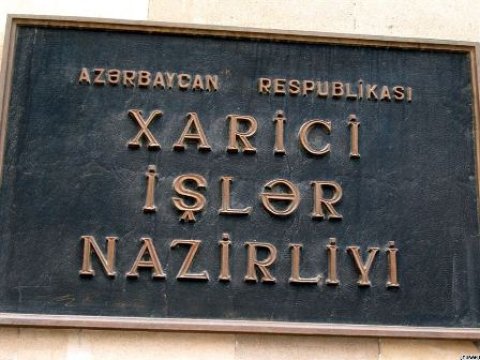 AZƏRBAYCAN RESPUBLİKASI
XARİCİ
İŞLƏR
NAZİRLİYİ